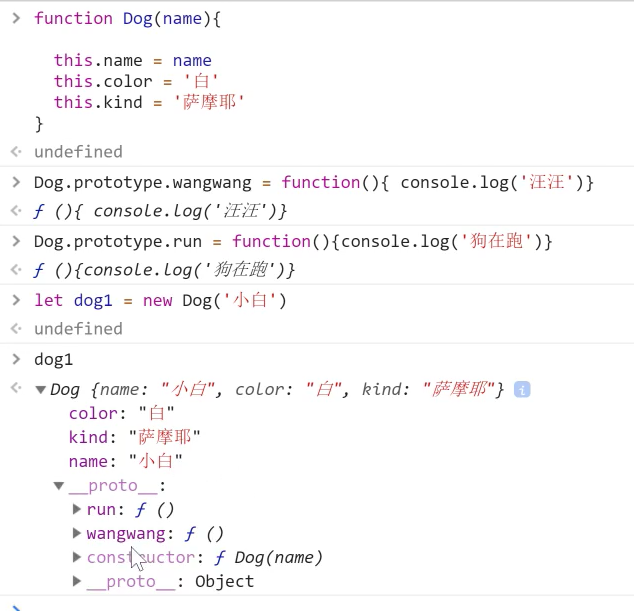 function Dog(name){
this.name = name
this.color = '白'
this.kind = '萨摩耶'
}
undefined
Dog.prototype.wangwang = function(){ console.log('汪汪')}
ƒ (){ console.log('汪汪')}
Dog.prototype.run = function(){console.log('狗在跑')}
ƒ (){console.log('狗在跑')}
let dog1 = new Dog('小白')
undefined
dog1
Dog {name: "小白", color: "白", kind: "萨摩耶"}
color: "白"
kind: "萨摩耶"
name: "小白"
__proto__:
run: ƒ ()
wangwang: ƒ ()
constructor: ƒ Dog(name)
__proto__: Object